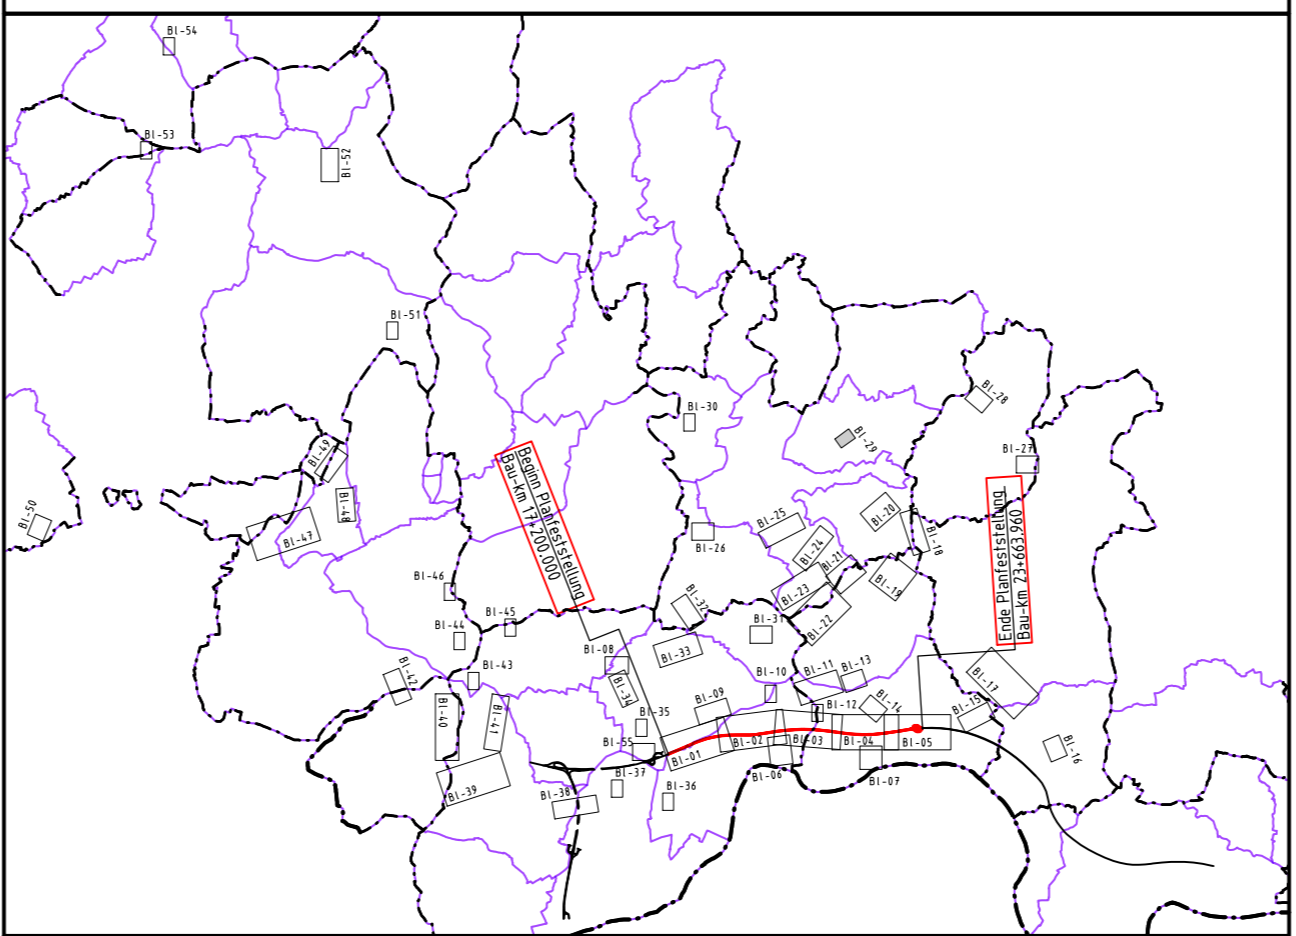 Bl-54
Bl-53
Bl-52
Bl-51
Bl-30
Bl-28
Bl-29
Bl-27
Bl-49
Bl-48
Bl-47
Bl-50
Beginn Planfeststellung
Bau-km 17+200.000
Ende Planfeststellung
Bau-km 23+663.960
Bl-25
Bl-20
Bl-18
Bl-26
Bl-24
Bl-21
Bl-19
Bl-23
Bl-22
Bl-46
Bl-45
Bl-44
Bl-32
Bl-31
Bl-33
Bl-08
Bl-43
Bl-42
Bl-34
Bl-10
Bl-11
Bl-13
Bl-17
Bl-09
Bl-12
Bl-14
Bl-15
Bl-40
Bl-41
Bl-35
Bl-55
Bl-01
Bl-02
Bl-03
Bl-04
Bl-05
Bl-16
Bl-06
Bl-07
Bl-39
Bl-38
Bl-37
Bl-36